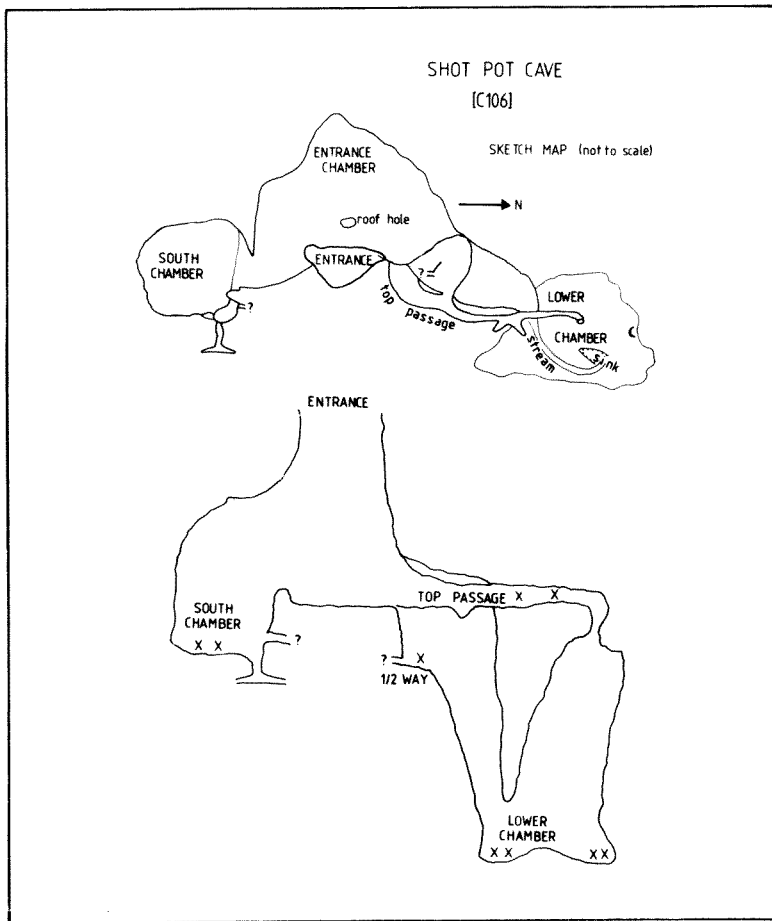 SHOT POT CAVE
[C106]
SKETCH MAP (not to scale)
ENTRANCE
CHAMBER
N
roof hole
SOUTH
CHAMBER
ENTRANCE
?
?
top passage
LOWER
CHAMBER
stream
sink
ENTRANCE
TOP PASSAGE X X
SOUTH
CHAMBER
X X
?
? X
1/2 WAY
LOWER
CHAMBER
X X XX